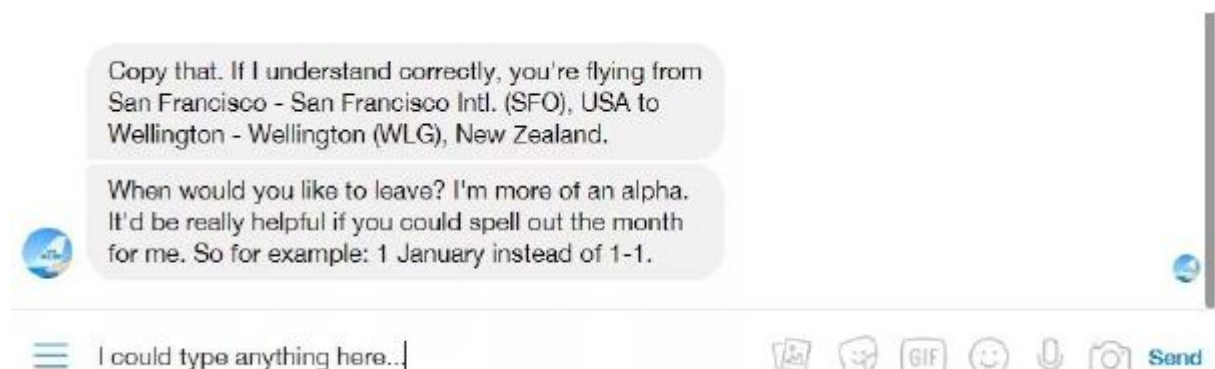 Copy that. If I understand correctly, you're flying from
San Francisco - San Francisco Intl. (SFO), USA to
Wellington - Wellington (WLG), New Zealand.
When would you like to leave? I'm more of an alpha.
It'd be really helpful if you could spell out the month
for me. So for example: 1 January instead of 1-1.
I could type anything here...
GIF
Send